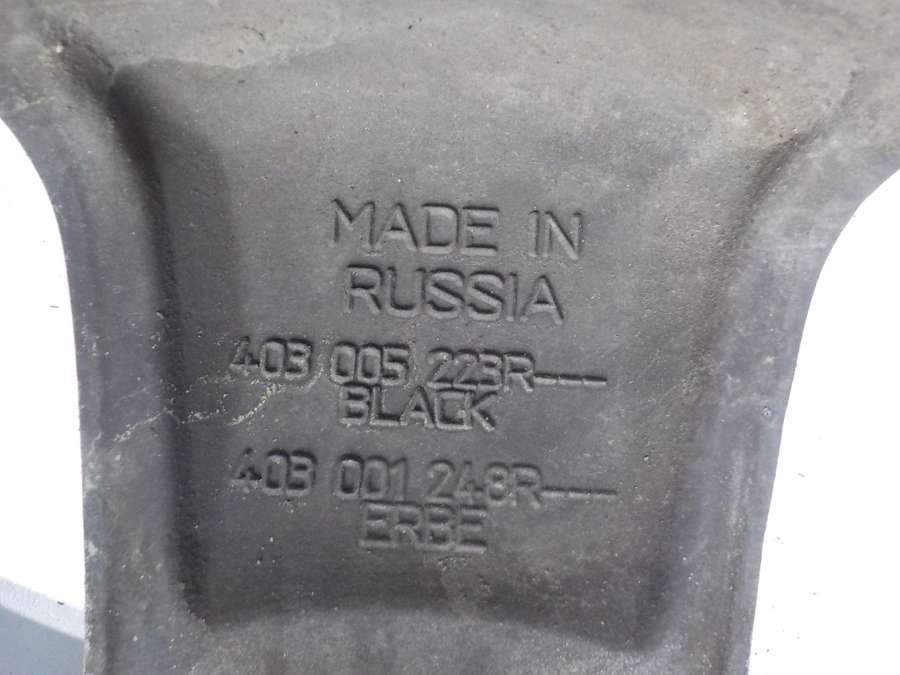 MADE IN
RUSSIA
403 005 223R---
BLACK
403 001 248R---
ERBE